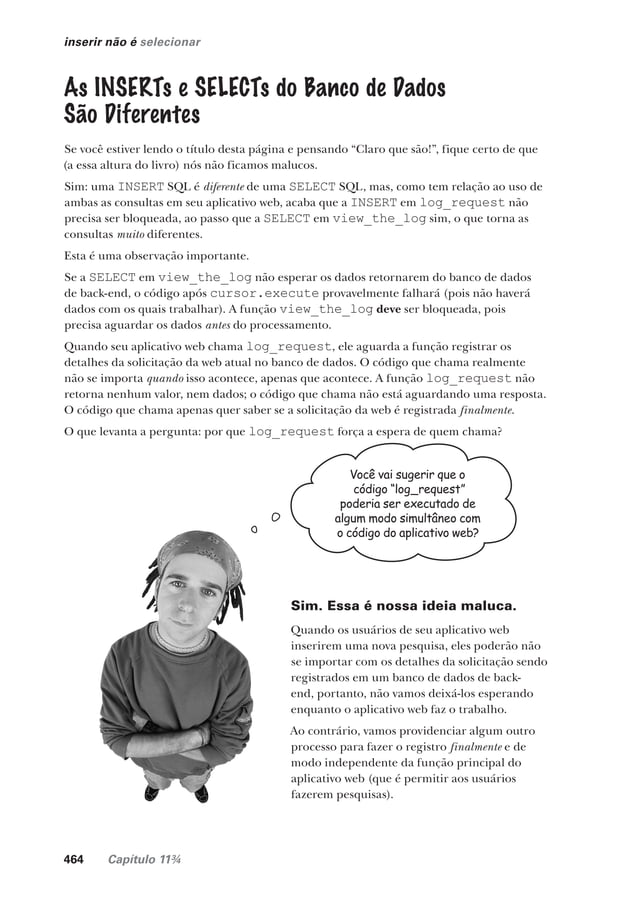 inserir não é selecionar
As INSERTs e SELECTs do Banco de Dados
São Diferentes
Se você estiver lendo o título desta página e pensando “Claro que são!”, fique certo de que
(a essa altura do livro) nós não ficamos malucos.
Sim: uma INSERT SQL é diferente de uma SELECT SQL, mas, como tem relação ao uso de
ambas as consultas em seu aplicativo web, acaba que a INSERT em log_request não
precisa ser bloqueada, ao passo que a SELECT em view_the_log sim, o que torna as
consultas muito diferentes.
Esta é uma observação importante.
Se a SELECT em view_the_log não esperar os dados retornarem do banco de dados
de back-end, o código após cursor.execute provavelmente falhará (pois não haverá
dados com os quais trabalhar). A função view_the_log deve ser bloqueada, pois
precisa aguardar os dados antes do processamento.
Quando seu aplicativo web chama log_request, ele aguarda a função registrar os
detalhes da solicitação da web atual no banco de dados. O código que chama realmente
não se importa quando isso acontece, apenas que acontece. A função log_request não
retorna nenhum valor, nem dados; o código que chama não está aguardando uma resposta.
O código que chama apenas quer saber se a solicitação da web é registrada finalmente.
O que levanta a pergunta: por que log_request força a espera de quem chama?
Você vai sugerir que o
código “log_request”
poderia ser executado de
algum modo simultâneo com
o código do aplicativo web?
Sim. Essa é nossa ideia maluca.
Quando os usuários de seu aplicativo web
inserirem uma nova pesquisa, eles poderão não
se importar com os detalhes da solicitação sendo
registrados em um banco de dados de back-
end, portanto, não vamos deixá-los esperando
enquanto o aplicativo web faz o trabalho.
Ao contrário, vamos providenciar algum outro
processo para fazer o registro finalmente e de
modo independente da função principal do
aplicativo web (que é permitir aos usuários
fazerem pesquisas).
464 Capítulo 11¾